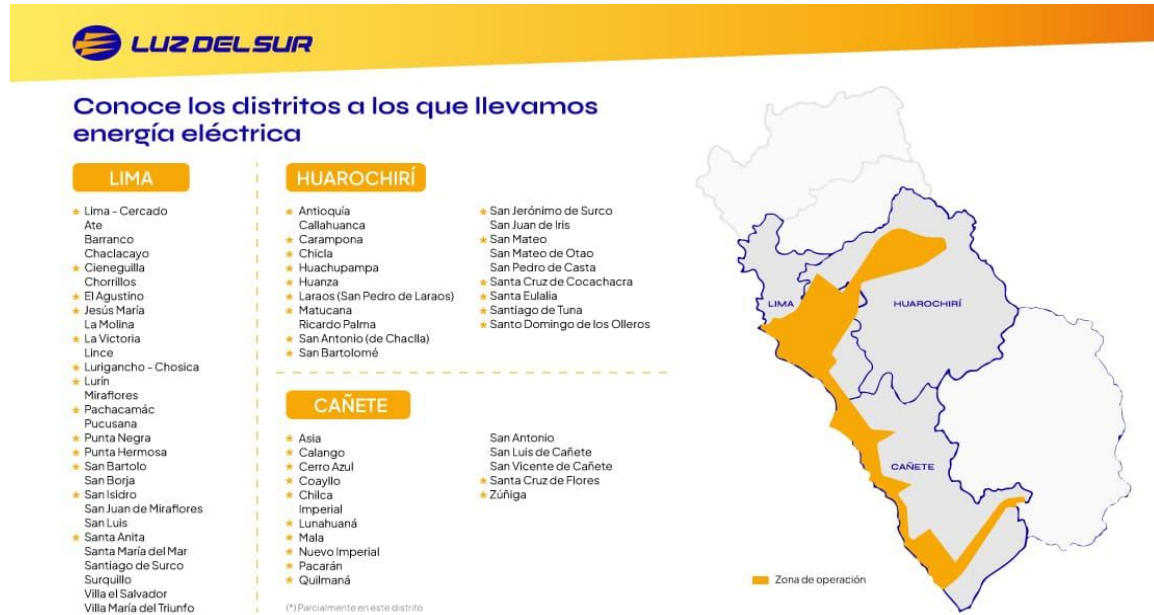 LUZ DEL SUR
Conoce los distritos a los que llevamos
energía eléctrica
LIMA
★ Lima - Cercado
Ate
Barranco
Chaclacayo
★ Cieneguilla
Chorrillos
★ El Agustino
★ Jesús María
La Molina
★ La Victoria
Lince
★ Lurigancho - Chosica
★ Lurín
Miraflores
★ Pachacamác
Pucusana
★ Punta Negra
★ Punta Hermosa
★ San Bartolo
San Borja
★ San Isidro
San Juan de Miraflores
San Luis
★ Santa Anita
Santa María del Mar
Santiago de Surco
Surquillo
Villa el Salvador
Villa María del Triunfo
HUAROCHIRÍ
★ Antioquía
Callahuanca
★ Carampona
★ Chicla
★ Huachupampa
★ Huanza
★ Laraos (San Pedro de Laraos)
★ Matucana
Ricardo Palma
★ San Antonio (de Chaclla)
★ San Bartolomé
★ San Jerónimo de Surco
San Juan de Iris
★ San Mateo
San Mateo de Otao
San Pedro de Casta
★ Santa Cruz de Cocachacra
★ Santa Eulalia
★ Santiago de Tuna
★ Santo Domingo de los Olleros
CAÑETE
★ Asia
★ Calango
★ Cerro Azul
★ Coayllo
★ Chilca
Imperial
★ Lunahuaná
★ Mala
★ Nuevo Imperial
★ Pacarán
★ Quilmaná
San Antonio
San Luis de Cañete
San Vicente de Cañete
★ Santa Cruz de Flores
★ Zúñiga
(*) Parcialmente en este distrito
LIMA
HUAROCHIRÍ
CAÑETE
Zona de operación